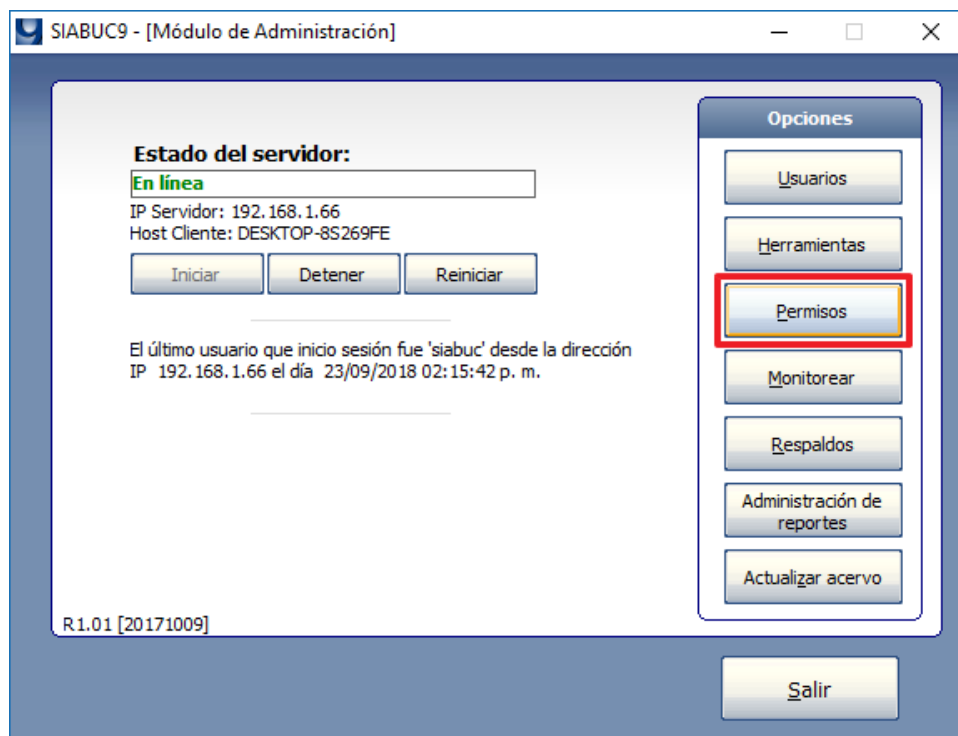 SIABUC9 - [Módulo de Administración]
Opciones
Estado del servidor:
En línea
IP Servidor: 192.168.1.66
Host Cliente: DESKTOP-8S269FE
Iniciar
Detener
Reiniciar
El último usuario que inicio sesión fue 'siabuc' desde la dirección
IP 192.168.1.66 el día 23/09/2018 02:15:42 p. m.
R1.01 [20171009]
Usuarios
Herramientas
Permisos
Monitorear
Respaldos
Administración de
reportes
Actualizar acervo
Salir